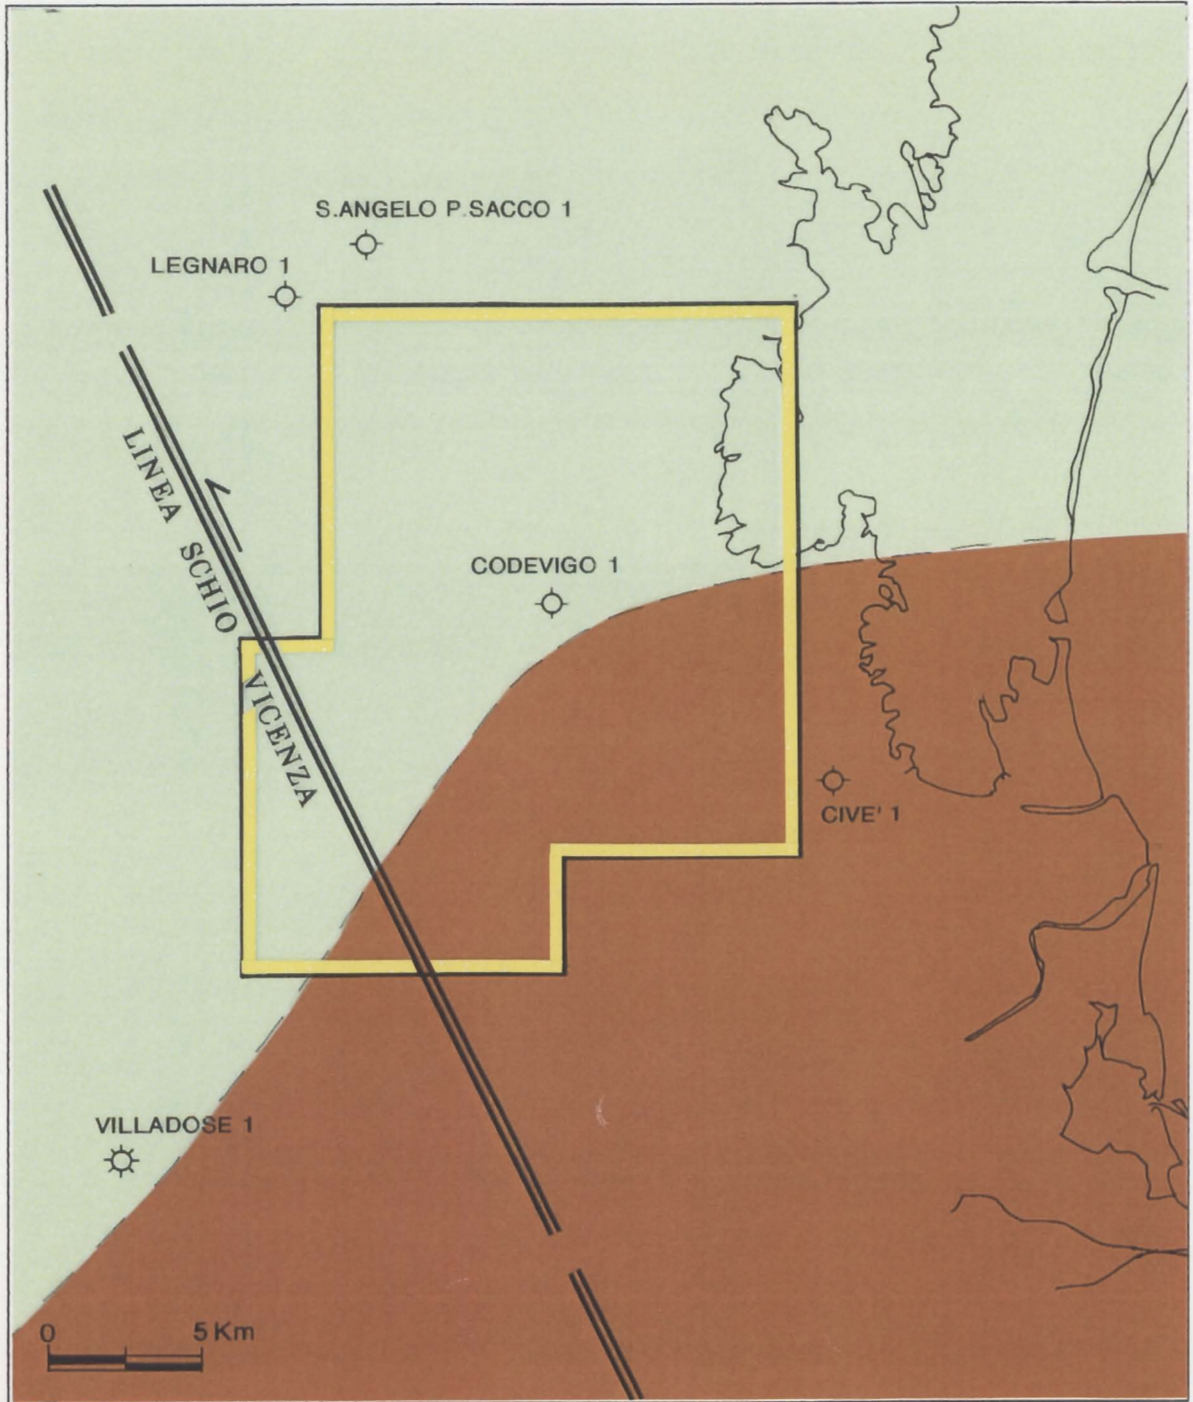 S.ANGELO P.SACCO 1
LEGNARO 1
LINEA SCHIO VICENZA
CODEVIGO 1
CIVE' 1
VILLADOSE 1
0 5 Km